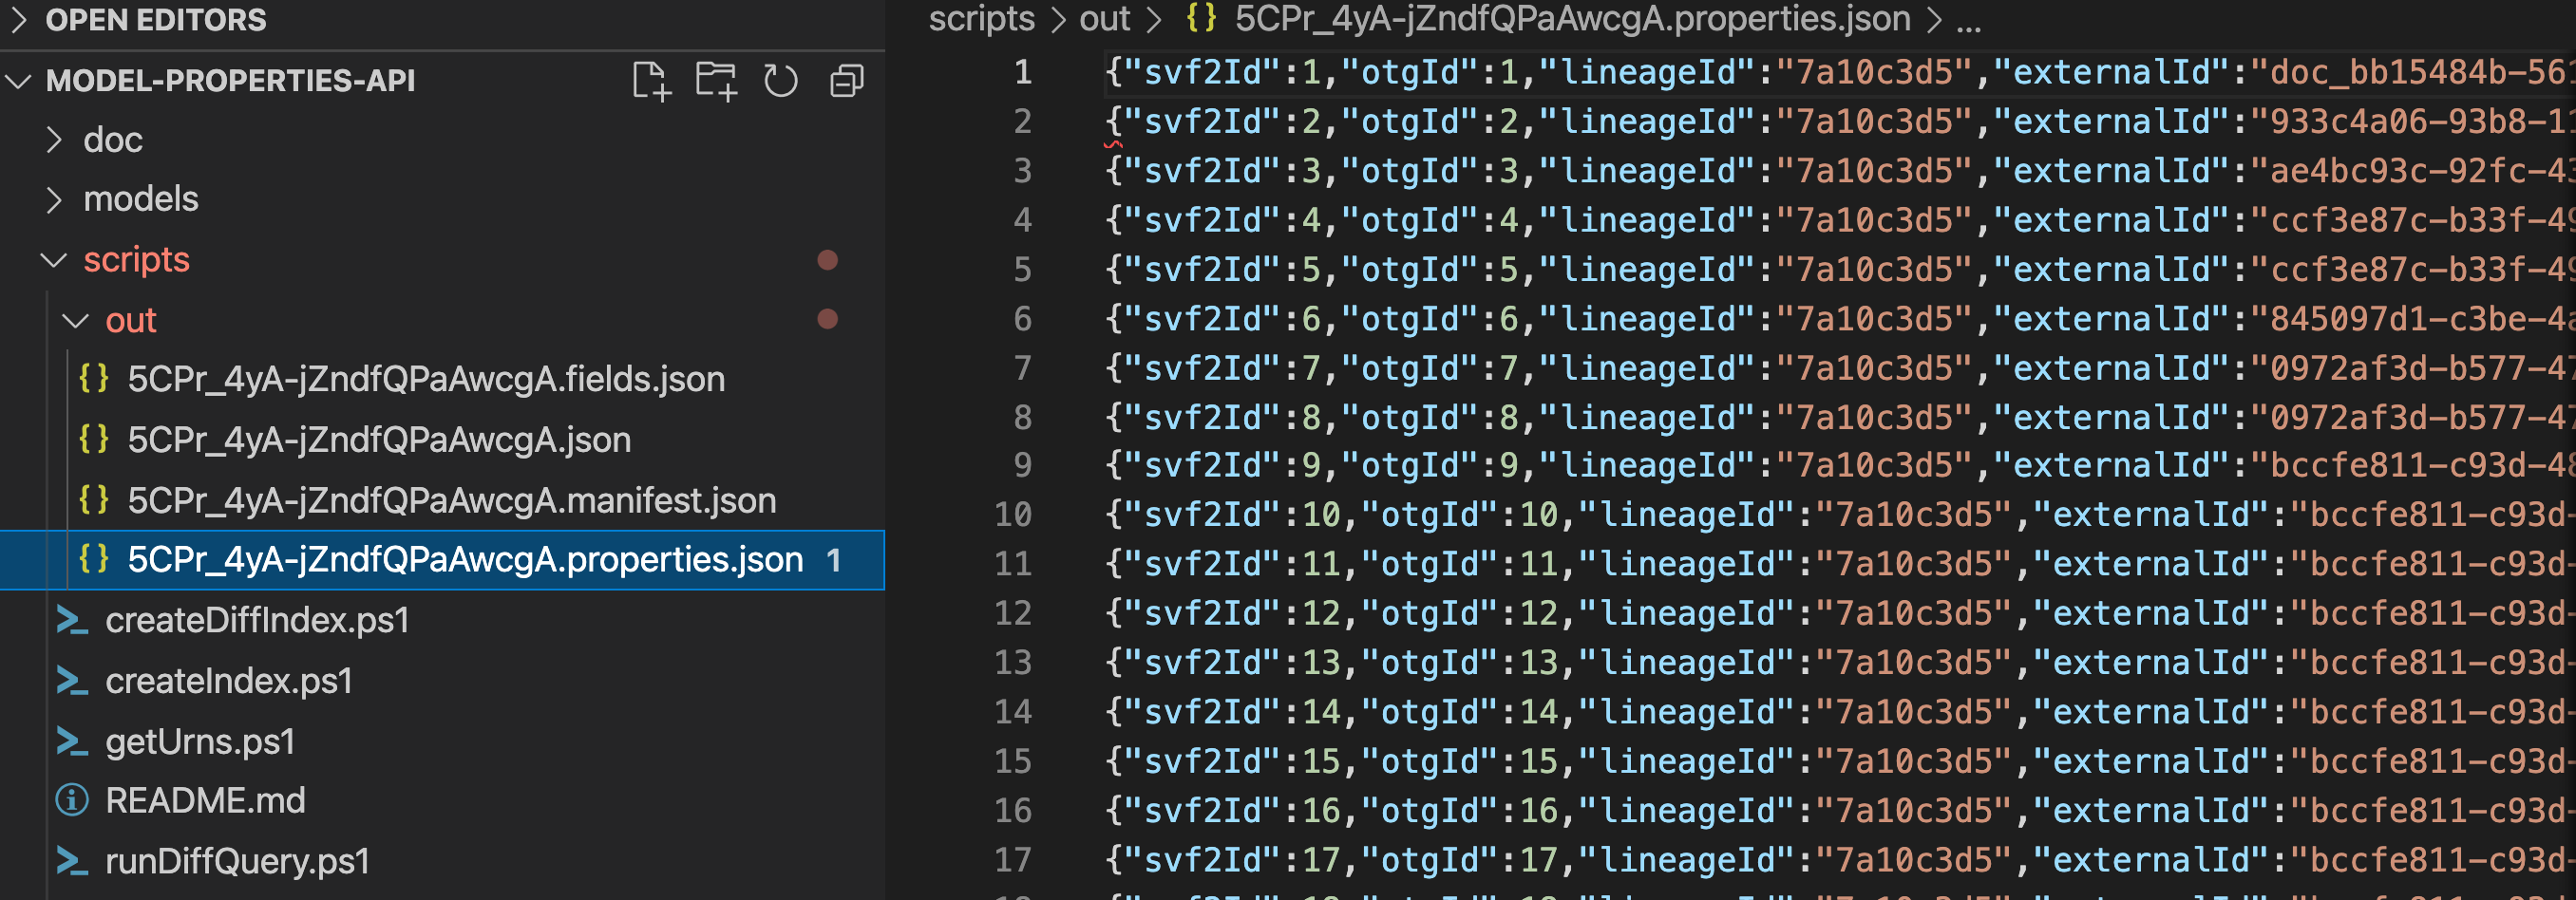 OPEN EDITORS
MODEL-PROPERTIES-API
doc
models
scripts
out
{} 5CPr_4yA-jZndfQPaAwcgA.fields.json
{} 5CPr_4yA-jZndfQPaAwcgA.json
{} 5CPr_4yA-jZndfQPaAwcgA.manifest.json
{} 5CPr_4yA-jZndfQPaAwcgA.properties.json 1
createDiffIndex.ps1
createIndex.ps1
getUrns.ps1
README.md
runDiffQuery.ps1
scripts > out > {} 5CPr_4yA-jZndfQPaAwcgA.properties.json > ...
1 {"svf2Id":1,"otgId":1,"lineageId":"7a10c3d5","externalId":"doc_bb15484b-561
2 {"svf2Id":2,"otgId":2,"lineageId":"7a10c3d5","externalId":"933c4a06-93b8-11
3 {"svf2Id":3,"otgId":3,"lineageId":"7a10c3d5","externalId":"ae4bc93c-92fc-43
4 {"svf2Id":4,"otgId":4,"lineageId":"7a10c3d5","externalId":"ccf3e87c-b33f-49
5 {"svf2Id":5,"otgId":5,"lineageId":"7a10c3d5","externalId":"ccf3e87c-b33f-49
6 {"svf2Id":6,"otgId":6,"lineageId":"7a10c3d5","externalId":"845097d1-c3be-4a
7 {"svf2Id":7,"otgId":7,"lineageId":"7a10c3d5","externalId":"0972af3d-b577-47
8 {"svf2Id":8,"otgId":8,"lineageId":"7a10c3d5","externalId":"0972af3d-b577-47
9 {"svf2Id":9,"otgId":9,"lineageId":"7a10c3d5","externalId":"bccfe811-c93d-48
10 {"svf2Id":10,"otgId":10,"lineageId":"7a10c3d5","externalId":"bccfe811-c93d-
11 {"svf2Id":11,"otgId":11,"lineageId":"7a10c3d5","externalId":"bccfe811-c93d-
12 {"svf2Id":12,"otgId":12,"lineageId":"7a10c3d5","externalId":"bccfe811-c93d-
13 {"svf2Id":13,"otgId":13,"lineageId":"7a10c3d5","externalId":"bccfe811-c93d-
14 {"svf2Id":14,"otgId":14,"lineageId":"7a10c3d5","externalId":"bccfe811-c93d-
15 {"svf2Id":15,"otgId":15,"lineageId":"7a10c3d5","externalId":"bccfe811-c93d-
16 {"svf2Id":16,"otgId":16,"lineageId":"7a10c3d5","externalId":"bccfe811-c93d-
17 {"svf2Id":17,"otgId":17,"lineageId":"7a10c3d5","externalId":"bccfe811-c93d-